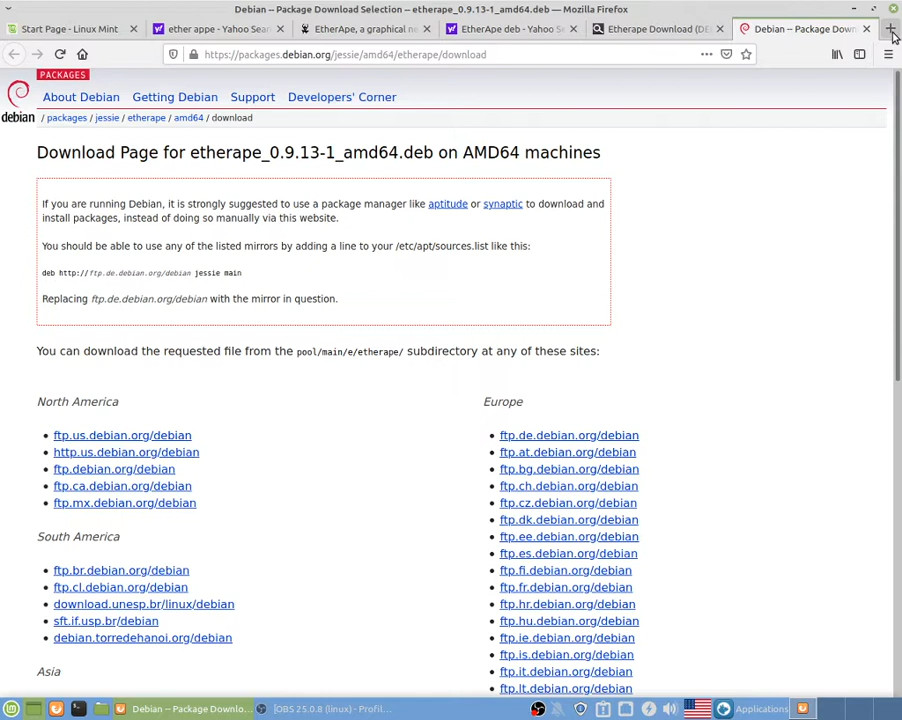 Debian -- Package Download Selection -- etherape_0.9.13-1_amd64.deb — Mozilla Firefox
Start Page - Linux Mint
ether appe - Yahoo Sear
EtherApe, a graphical ne
EtherApe deb - Yahoo Se
Etherape Download (DE
Debian -- Package Down
https://packages.debian.org/jessie/amd64/etherape/download
PACKAGES
About Debian
Getting Debian
Support
Developers' Corner
debian
/ packages / jessie / etherape / amd64 / download
Download Page for etherape_0.9.13-1_amd64.deb on AMD64 machines
If you are running Debian, it is strongly suggested to use a package manager like aptitude or synaptic to download and
install packages, instead of doing so manually via this website.
You should be able to use any of the listed mirrors by adding a line to your /etc/apt/sources.list like this:
deb http://ftp.de.debian.org/debian jessie main
Replacing ftp.de.debian.org/debian with the mirror in question.
You can download the requested file from the pool/main/e/etherape/ subdirectory at any of these sites:
North America
ftp.us.debian.org/debian
http.us.debian.org/debian
ftp.debian.org/debian
ftp.ca.debian.org/debian
ftp.mx.debian.org/debian
South America
ftp.br.debian.org/debian
ftp.cl.debian.org/debian
download.unesp.br/linux/debian
sft.if.usp.br/debian
debian.torredehanoi.org/debian
Asia
Europe
ftp.de.debian.org/debian
ftp.at.debian.org/debian
ftp.bg.debian.org/debian
ftp.ch.debian.org/debian
ftp.cz.debian.org/debian
ftp.dk.debian.org/debian
ftp.ee.debian.org/debian
ftp.es.debian.org/debian
ftp.fi.debian.org/debian
ftp.fr.debian.org/debian
ftp.hr.debian.org/debian
ftp.hu.debian.org/debian
ftp.ie.debian.org/debian
ftp.is.debian.org/debian
ftp.it.debian.org/debian
ftp.lt.debian.org/debian
Debian -- Package Downlo...
[OBS 25.0.8 (linux) - Profil...
Applications